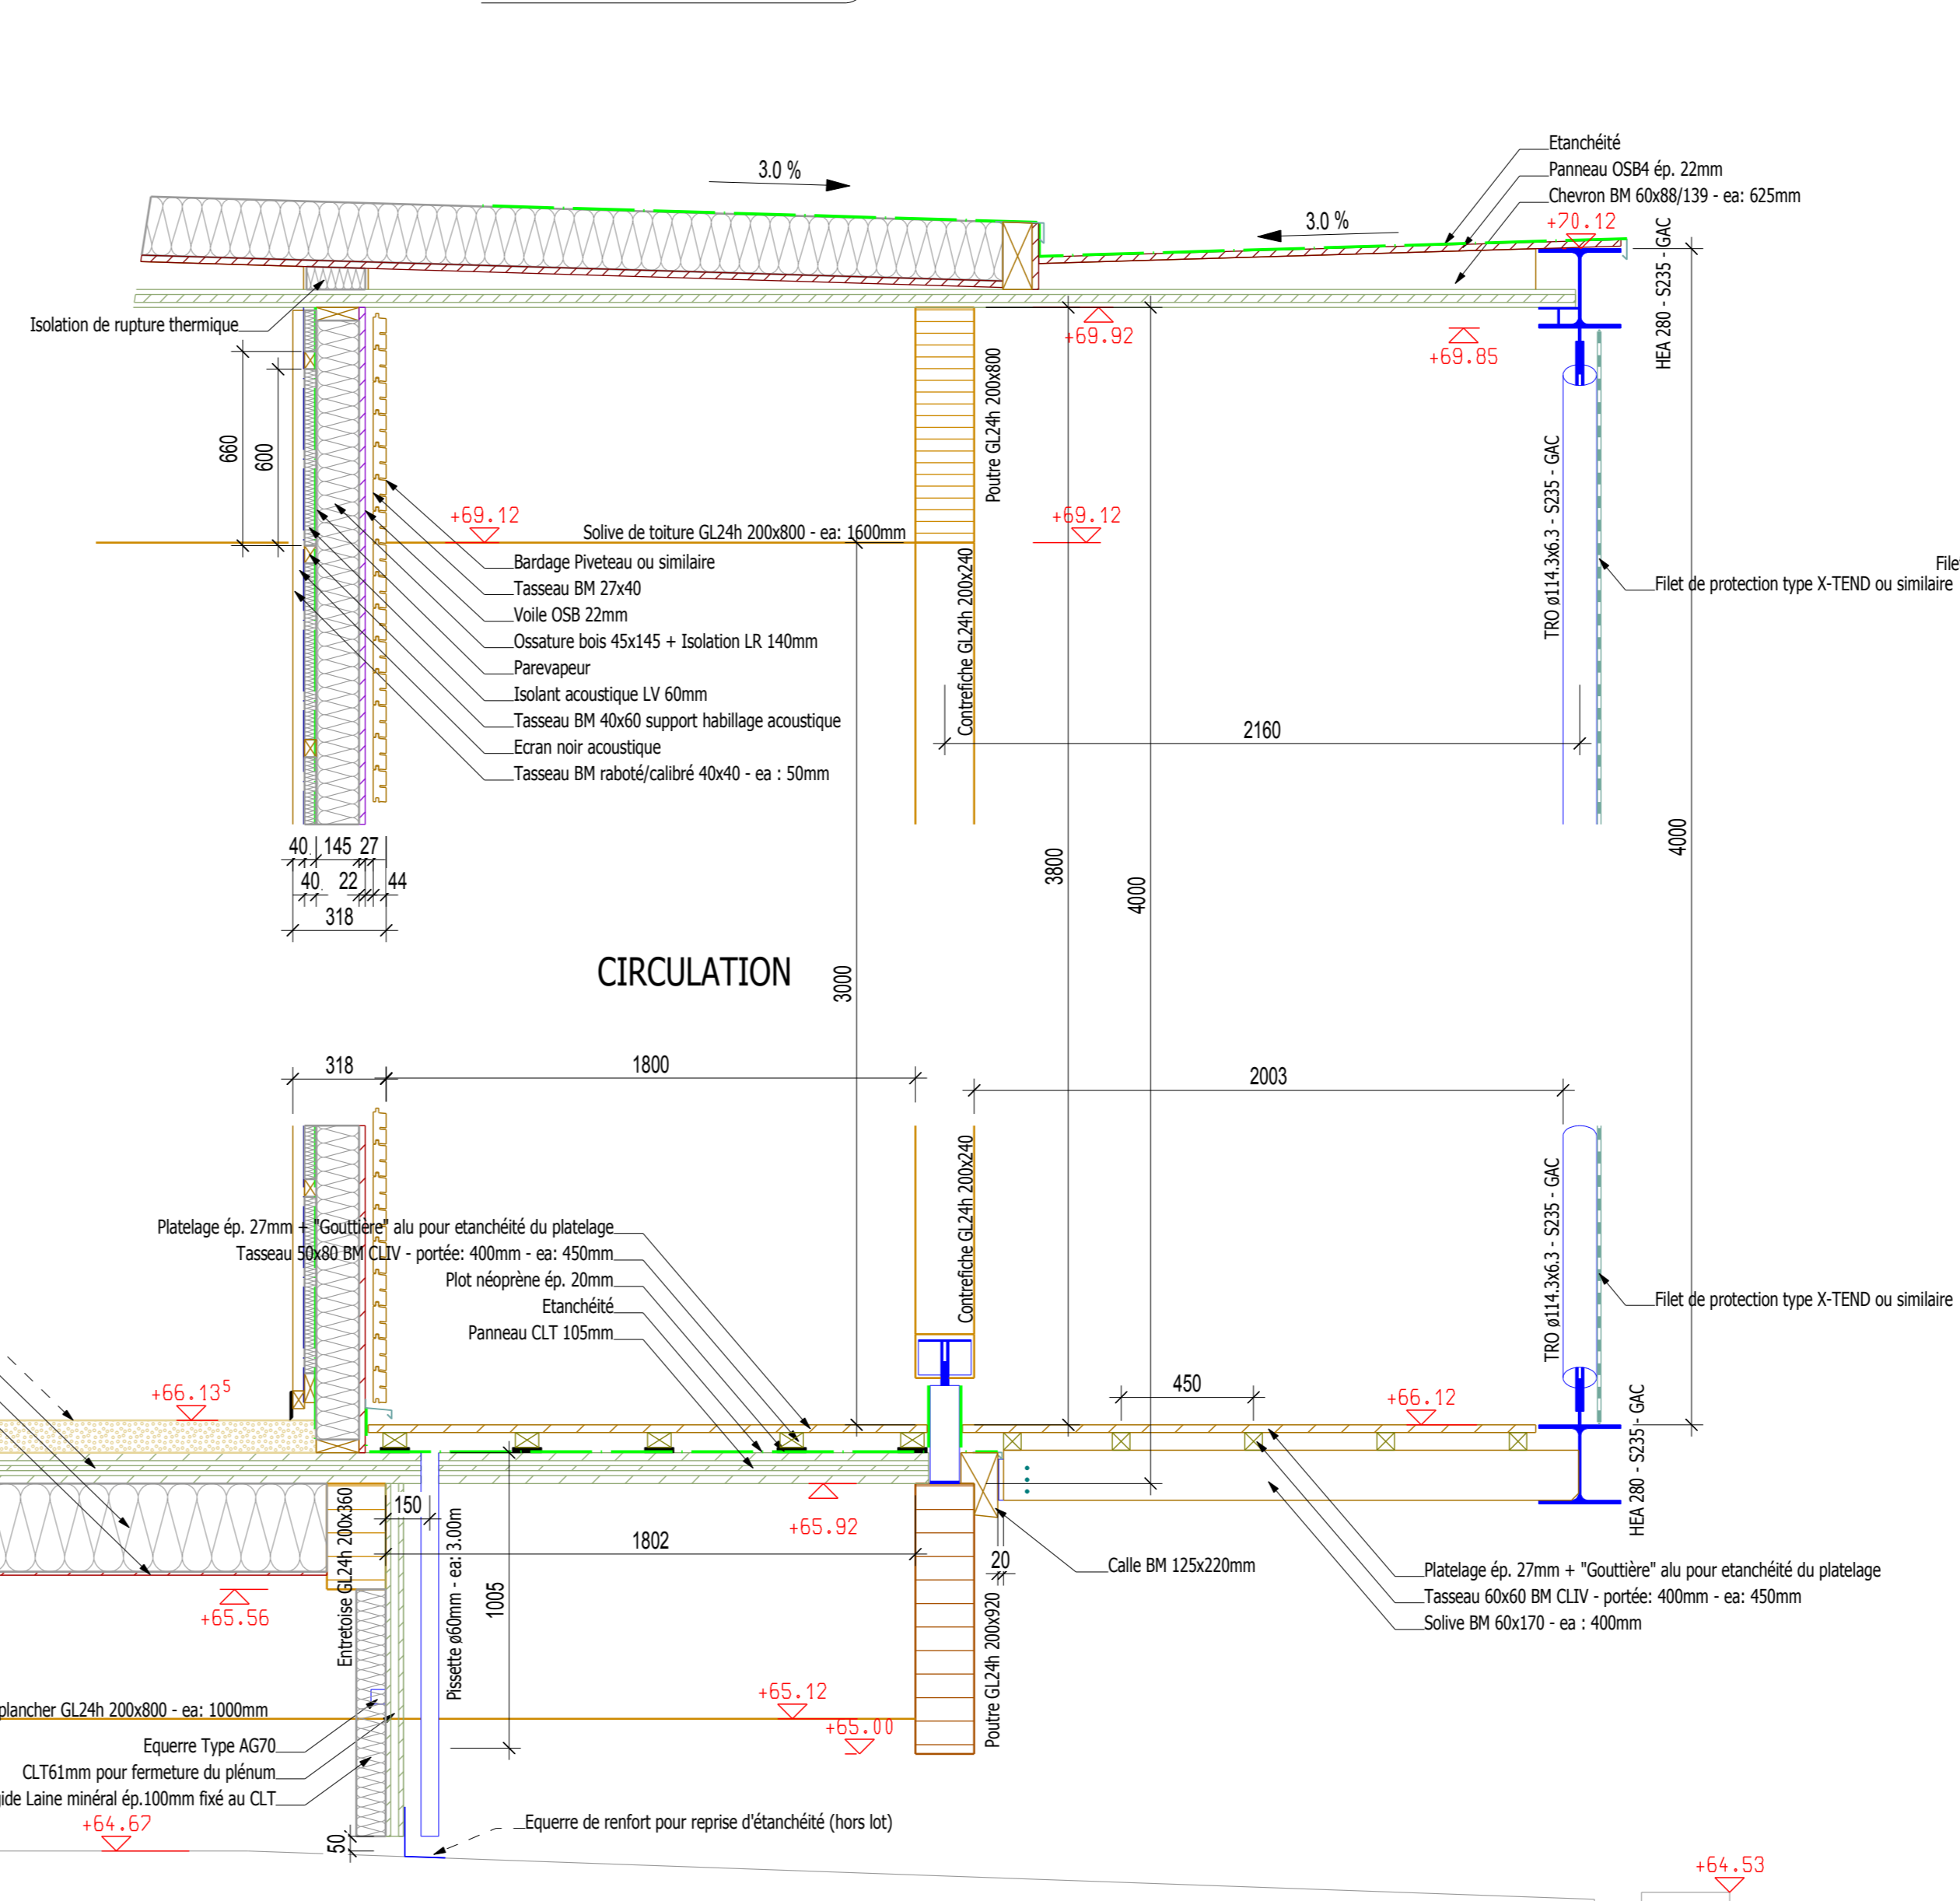 3.0 %
Etanchéité
Panneau OSB4 ép. 22mm
Chevron BM 60x88/139 - ea: 625mm
3.0 %
+70.12
HEA 280 - S235 - GAC
Isolation de rupture thermique
+69.92
+69.85
660
600
Poutre GL24h 200x800
TRO ø114.3x6.3 - S235 - GAC
+69.12
Solive de toiture GL24h 200x800 - ea: 1600mm
+69.12
Bardage Piveteau ou similaire
Tasseau BM 27x40
Voile OSB 22mm
Ossature bois 45x145 + Isolation LR 140mm
Parevapeur
Isolant acoustique LV 60mm
Tasseau BM 40x60 support habillage acoustique
Ecran noir acoustique
Tasseau BM raboté/calibré 40x40 - ea : 50mm
Contrefiche GL24h 200x240
Filet de protection type X-TEND ou similaire
2160
40
145
27
40
22
44
318
3800
4000
4000
CIRCULATION
3000
318
1800
2003
Contrefiche GL24h 200x240
TRO ø114.3x6.3 - S235 - GAC
Platelage ép. 27mm + "Gouttière" alu pour etanchéité du platelage
Tasseau 50x80 BM CLIV - portée: 400mm - ea: 450mm
Plot néoprène ép. 20mm
Etanchéité
Panneau CLT 105mm
Filet de protection type X-TEND ou similaire
+66.13⁵
450
+66.12
HEA 280 - S235- GAC
150
+65.92
1802
20
Calle BM 125x220mm
Entretoise GL24h 200x360
Pissette ø60mm - ea: 3.00m
1005
Poutre GL24h 200x920
Platelage ép. 27mm + "Gouttière" alu pour etanchéité du platelage
Tasseau 60x60 BM CLIV - portée: 400mm - ea: 450mm
Solive BM 60x170 - ea : 400mm
+65.56
+65.12
+65.00
plancher GL24h 200x800 - ea: 1000mm
Equerre Type AG70
CLT61mm pour fermeture du plénum
ide Laine minéral ép.100mm fixé au CLT
+64.67
50
Equerre de renfort pour reprise d'étanchéité (hors lot)
+64.53